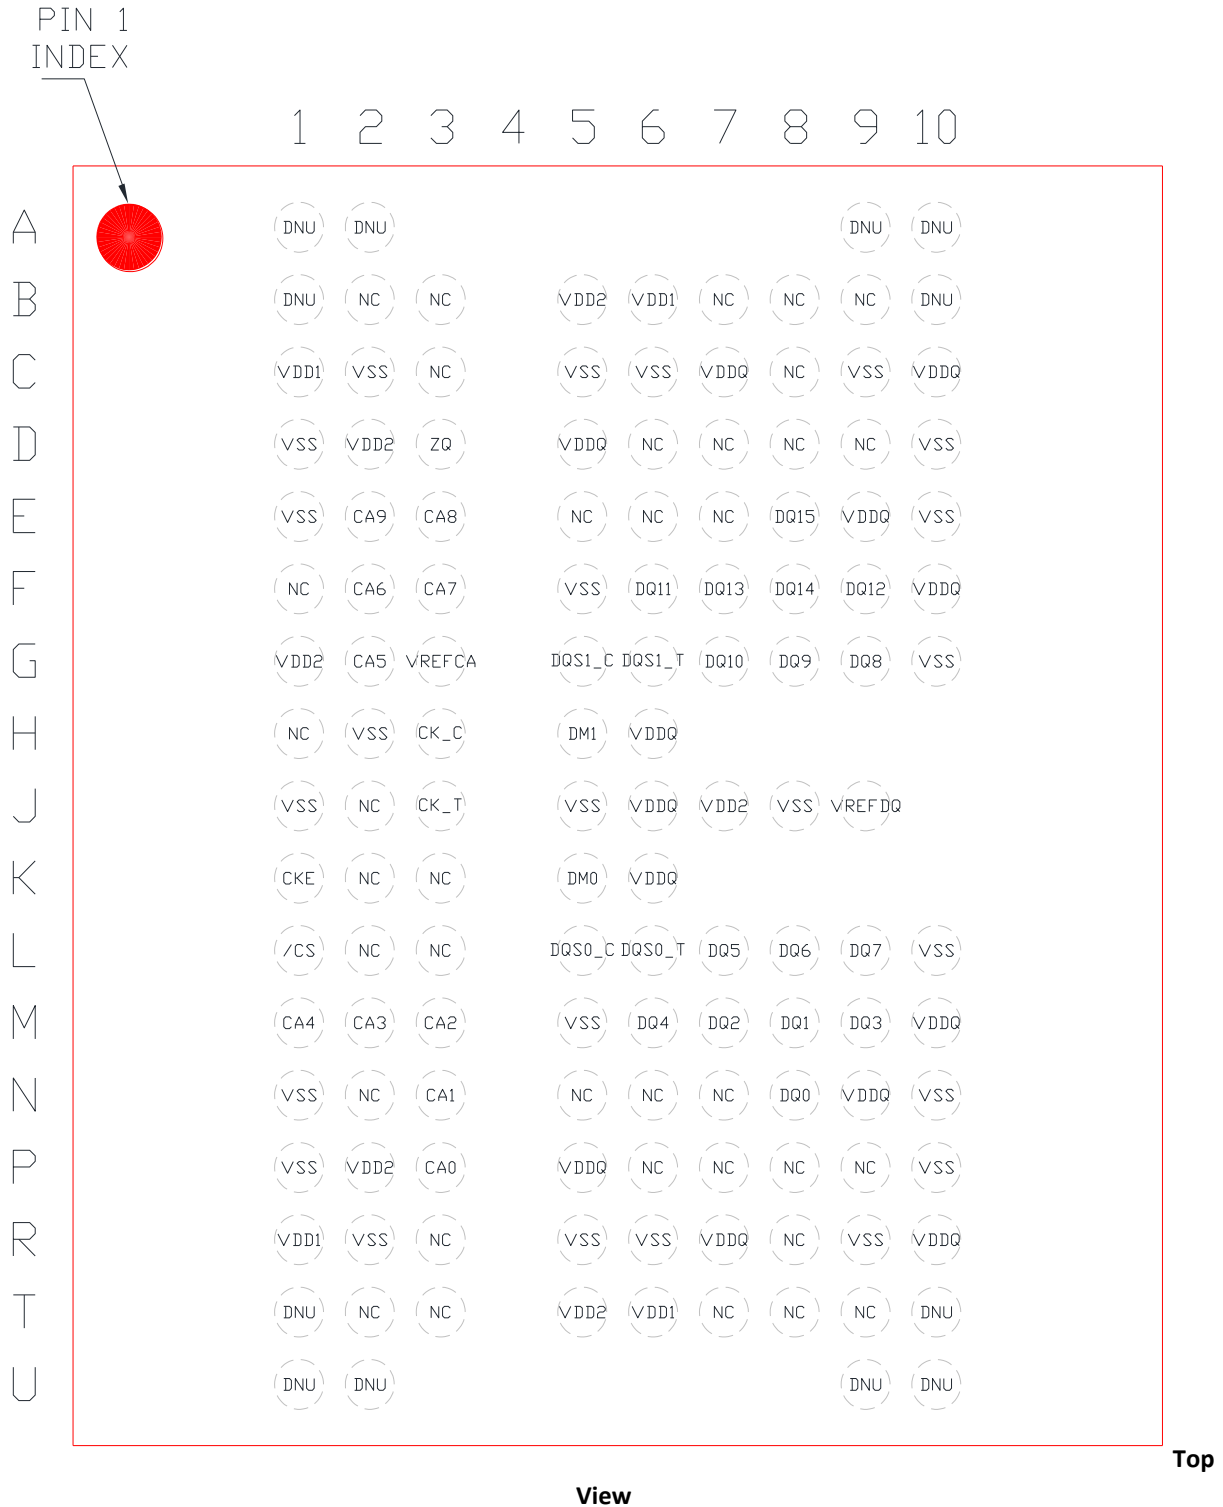 PIN 1
INDEX
1 2 3 4 5 6 7 8 9 10
A DNU DNU DNU DNU
B DNU NC NC VDD2 VDD1 NC NC NC DNU
C VDD1 VSS NC VSS VSS VDDQ NC VSS VDDQ
D VSS VDD2 ZQ VDDQ NC NC NC NC VSS
E VSS CA9 CA8 NC NC NC DQ15 VDDQ VSS
F NC CA6 CA7 VSS DQ11 DQ13 DQ14 DQ12 VDDQ
G VDD2 CA5 VREFCA DQS1_C DQS1_T DQ10 DQ9 DQ8 VSS
H NC VSS CK_C DM1 VDDQ
J VSS NC CK_T VSS VDDQ VDD2 VSS VREFDQ
K CKE NC NC DM0 VDDQ
L /CS NC NC DQS0_C DQS0_T DQ5 DQ6 DQ7 VSS
M CA4 CA3 CA2 VSS DQ4 DQ2 DQ1 DQ3 VDDQ
N VSS NC CA1 NC NC NC DQ0 VDDQ VSS
P VSS VDD2 CA0 VDDQ NC NC NC NC VSS
R VDD1 VSS NC VSS VSS VDDQ NC VSS VDDQ
T DNU NC NC VDD2 VDD1 NC NC NC DNU
U DNU DNU DNU DNU
Top
View